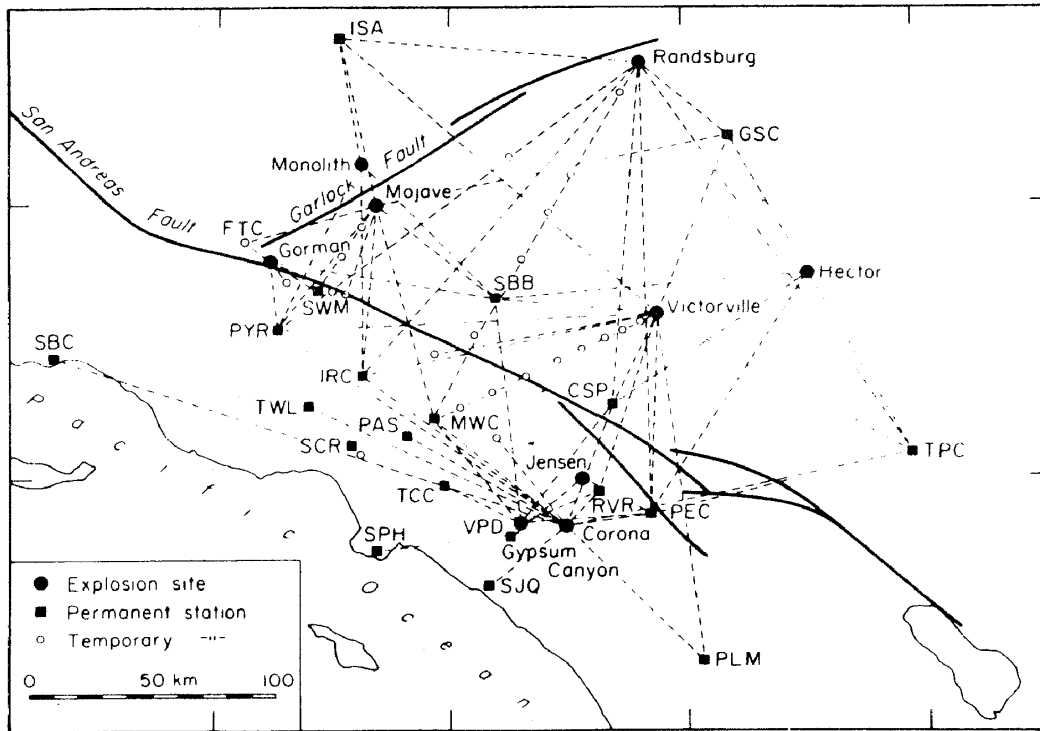 ISA
Randsburg
GSC
San Andreas
Fault
Monolith
Garlock Fault
Mojave
FTC
Gorman
SWM
SBB
Hector
Victorville
PYR
SBC
IRC
CSP
TWL
PAS
MWC
SCR
TPC
Jensen
TCC
RVR
PEC
VPD
Corona
SPH
Gypsum
Canyon
SJQ
PLM
Pacific
Ocean
Explosion site
Permanent station
Temporary -"-
0 50 km 100